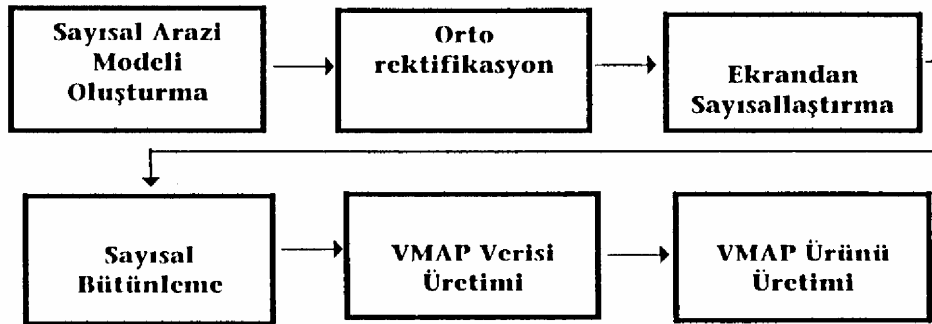 Sayısal Arazi
Modeli
Oluşturma
Orto
rektifikasyon
Ekrandan
Sayısallaştırma
Sayısal
Bütünleme
VMAP Verisi
Üretimi
VMAP Ürünü
Üretimi